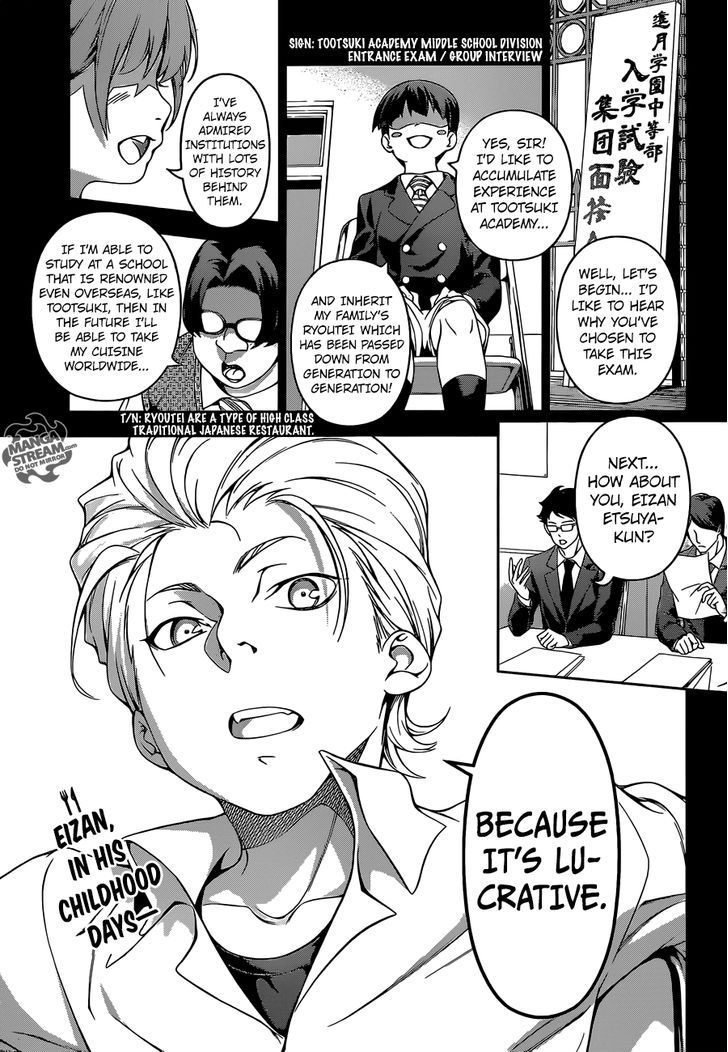 遠月学園中等部
入学試験
集団面接
SIGN: TOOTSUKI ACADEMY MIDDLE SCHOOL DIVISION
ENTRANCE EXAM / GROUP INTERVIEW
WELL, LET'S
BEGIN... I'D
LIKE TO HEAR
WHY YOU'VE
CHOSEN TO
TAKE THIS
EXAM.
YES, SIR!
I'D LIKE TO
ACCUMULATE
EXPERIENCE
AT TOOTSUKI
ACADEMY...
AND INHERIT
MY FAMILY'S
RYOUTEI WHICH
HAS BEEN PASSED
DOWN FROM
GENERATION TO
GENERATION!
I'VE
ALWAYS
ADMIRED
INSTITUTIONS
WITH LOTS
OF HISTORY
BEHIND
THEM.
IF I'M ABLE TO
STUDY AT A SCHOOL
THAT IS RENOWNED
EVEN OVERSEAS, LIKE
TOOTSUKI, THEN IN
THE FUTURE I'LL
BE ABLE TO TAKE
MY CUISINE
WORLDWIDE...
T/N: RYOUTEI ARE A TYPE OF HIGH CLASS
TRADITIONAL JAPANESE RESTAURANT.
MANGA
STREAM.com
DO NOT MIRROR
NEXT...
HOW ABOUT
YOU, EIZAN
ETSUYA-
KUN?
BECAUSE
IT'S LU-
CRATIVE.
EIZAN,
IN HIS
CHILDHOOD
DAYS